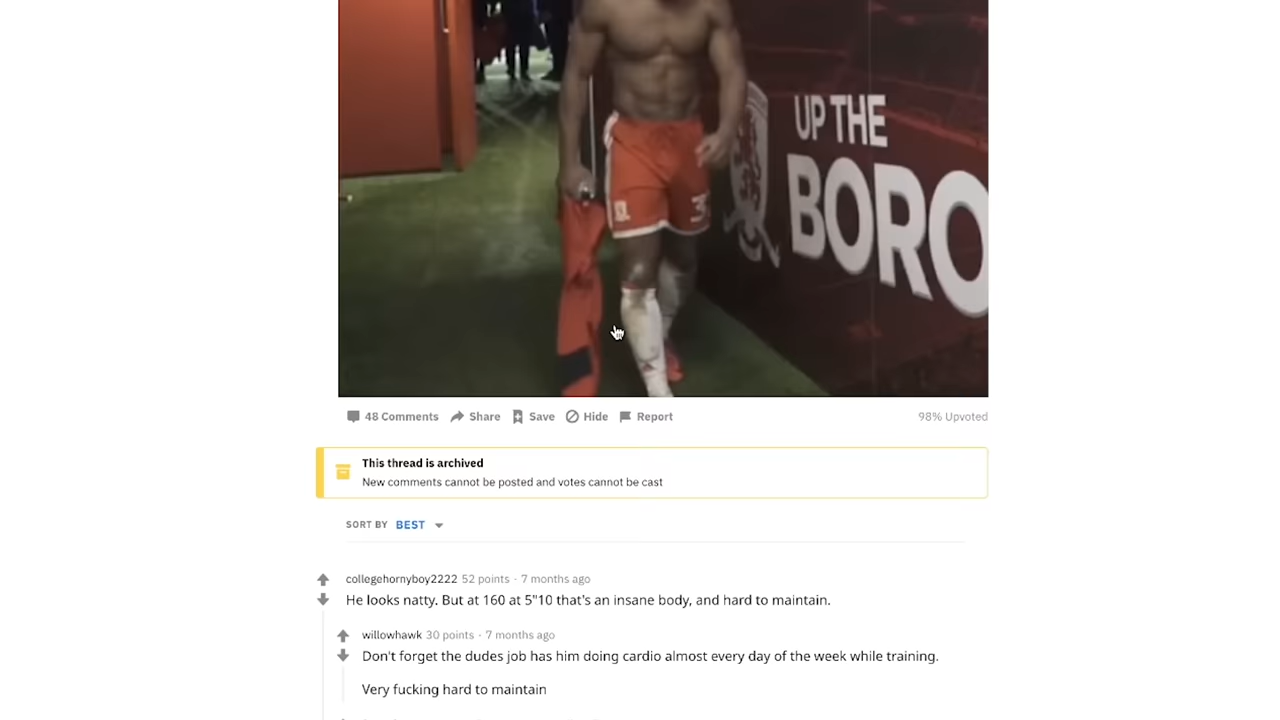 UP THE
BORO
48 Comments Share Save Hide Report 98% Upvoted
This thread is archived
New comments cannot be posted and votes cannot be cast
SORT BY BEST
collegehornyboy2222 52 points · 7 months ago
He looks natty. But at 160 at 5"10 that's an insane body, and hard to maintain.
willowhawk 30 points · 7 months ago
Don't forget the dudes job has him doing cardio almost every day of the week while training.
Very fucking hard to maintain